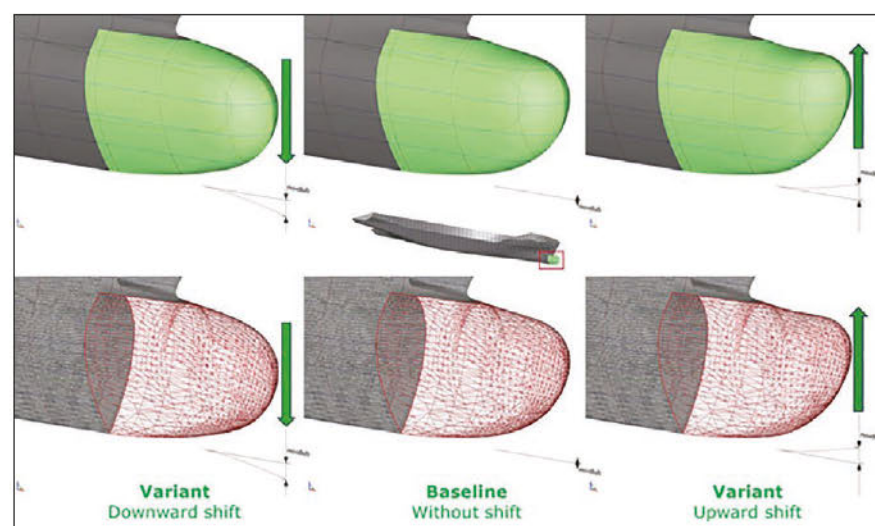 Variant
Downward shift
Baseline
Without shift
Variant
Upward shift